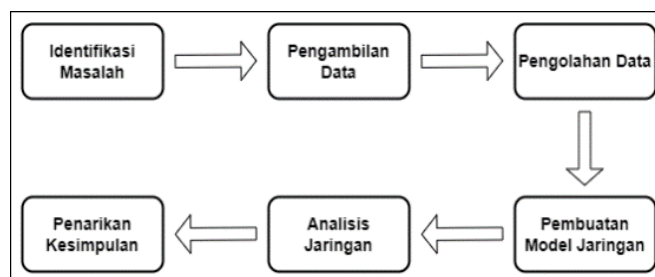 Identifikasi
Masalah
Pengambilan
Data
Pengolahan Data
Pembuatan
Model Jaringan
Analisis
Jaringan
Penarikan
Kesimpulan